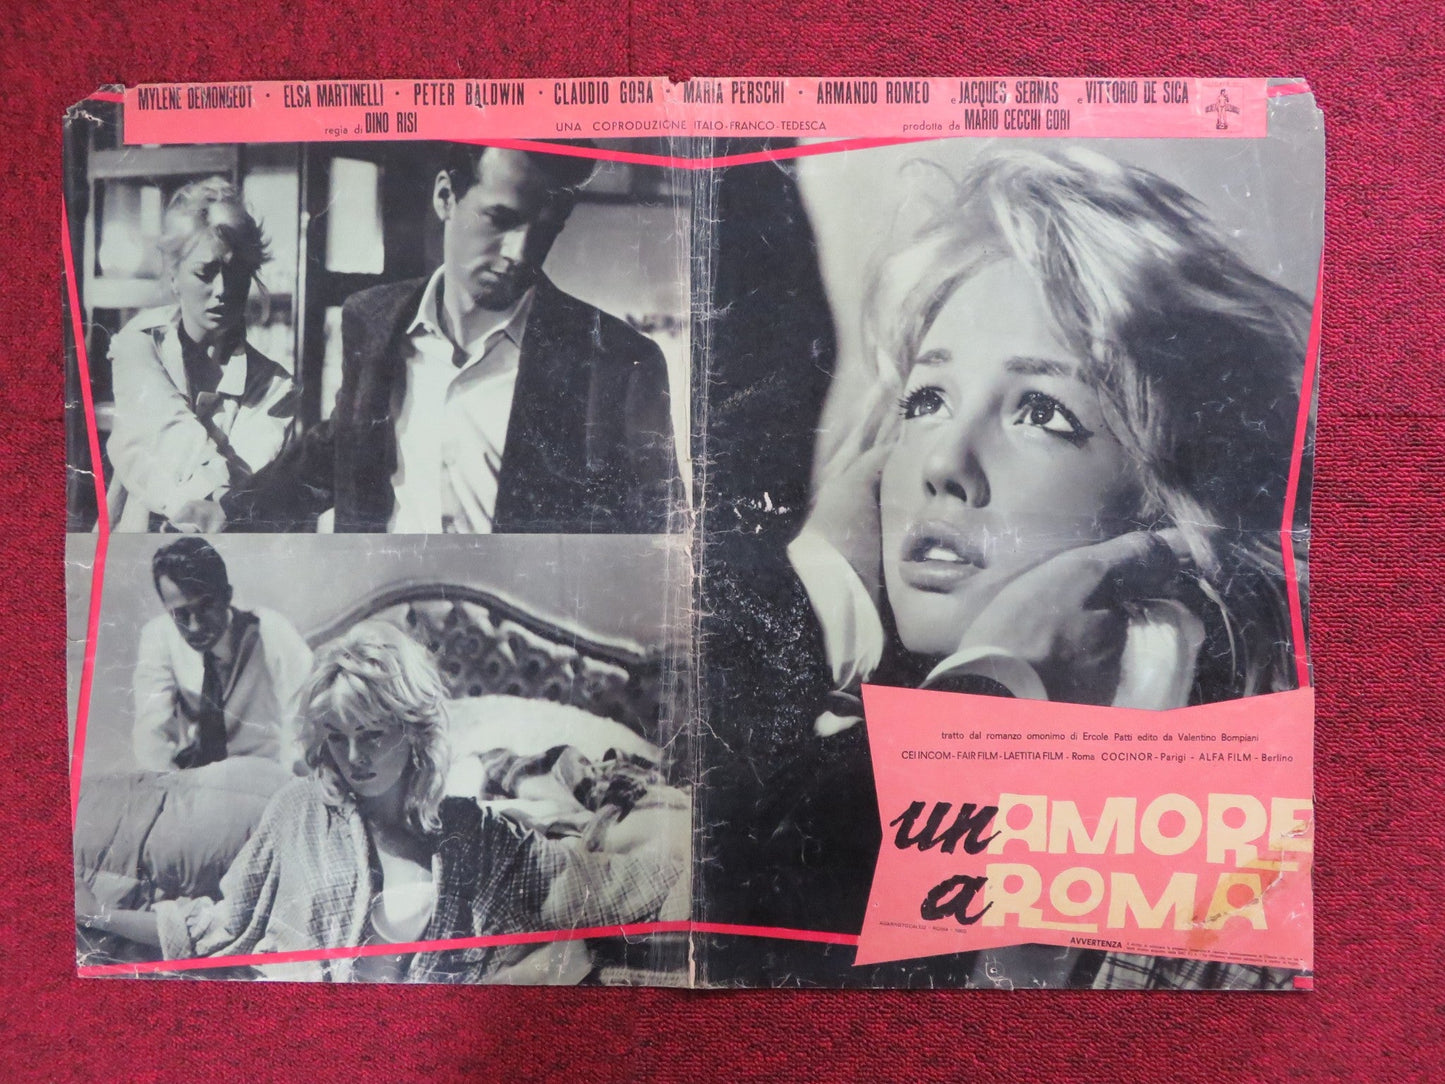 MYLENE DEMONGEOT · ELSA MARTINELLI · PETER BALDWIN · CLAUDIO GORA · MARIA PERSCHI · ARMANDO ROMEO e JACQUES SERNAS e VITTORIO DE SICA
regia di DINO RISI UNA COPRODUZIONE ITALO-FRANCO-TEDESCA prodotta da MARIO CECCHI GORI
tratto dal romanzo omonimo di Ercole Patti edito da Valentino Bompiani
CEI INCOM - FAIR FILM - LAETITIA FILM - Roma COCINOR - Parigi - ALFA FILM - Berlino
un AMORE
a ROMA
AVVERTENZA